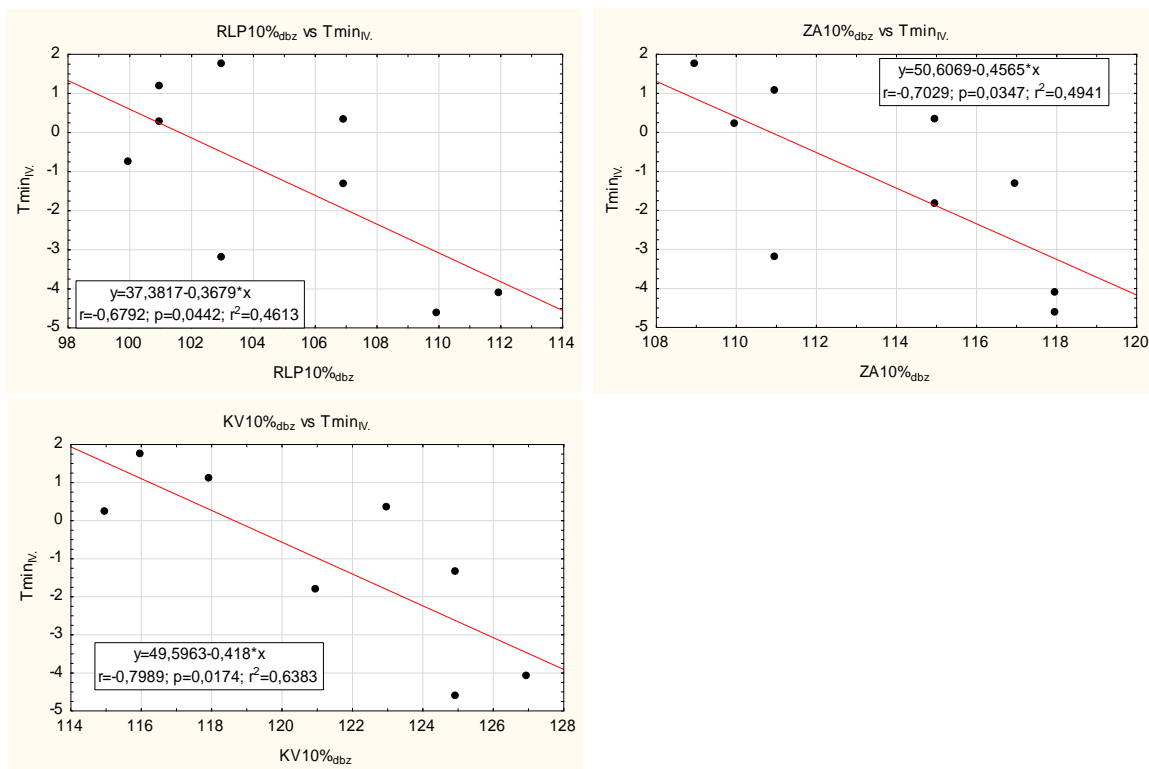 RLP10%dbz vs TminIV.
2
1
0
-1
-2
-3
-4
-5
TminIV.
y=37,3817-0,3679*x
r=-0,6792; p=0,0442; r²=0,4613
98 100 102 104 106 108 110 112 114
RLP10%dbz
ZA10%dbz vs TminIV.
2
1
0
-1
-2
-3
-4
-5
TminIV.
y=50,6069-0,4565*x
r=-0,7029; p=0,0347; r²=0,4941
108 110 112 114 116 118 120
ZA10%dbz
KV10%dbz vs TminIV.
2
1
0
-1
-2
-3
-4
-5
TminIV.
y=49,5963-0,418*x
r=-0,7989; p=0,0174; r²=0,6383
114 116 118 120 122 124 126 128
KV10%dbz